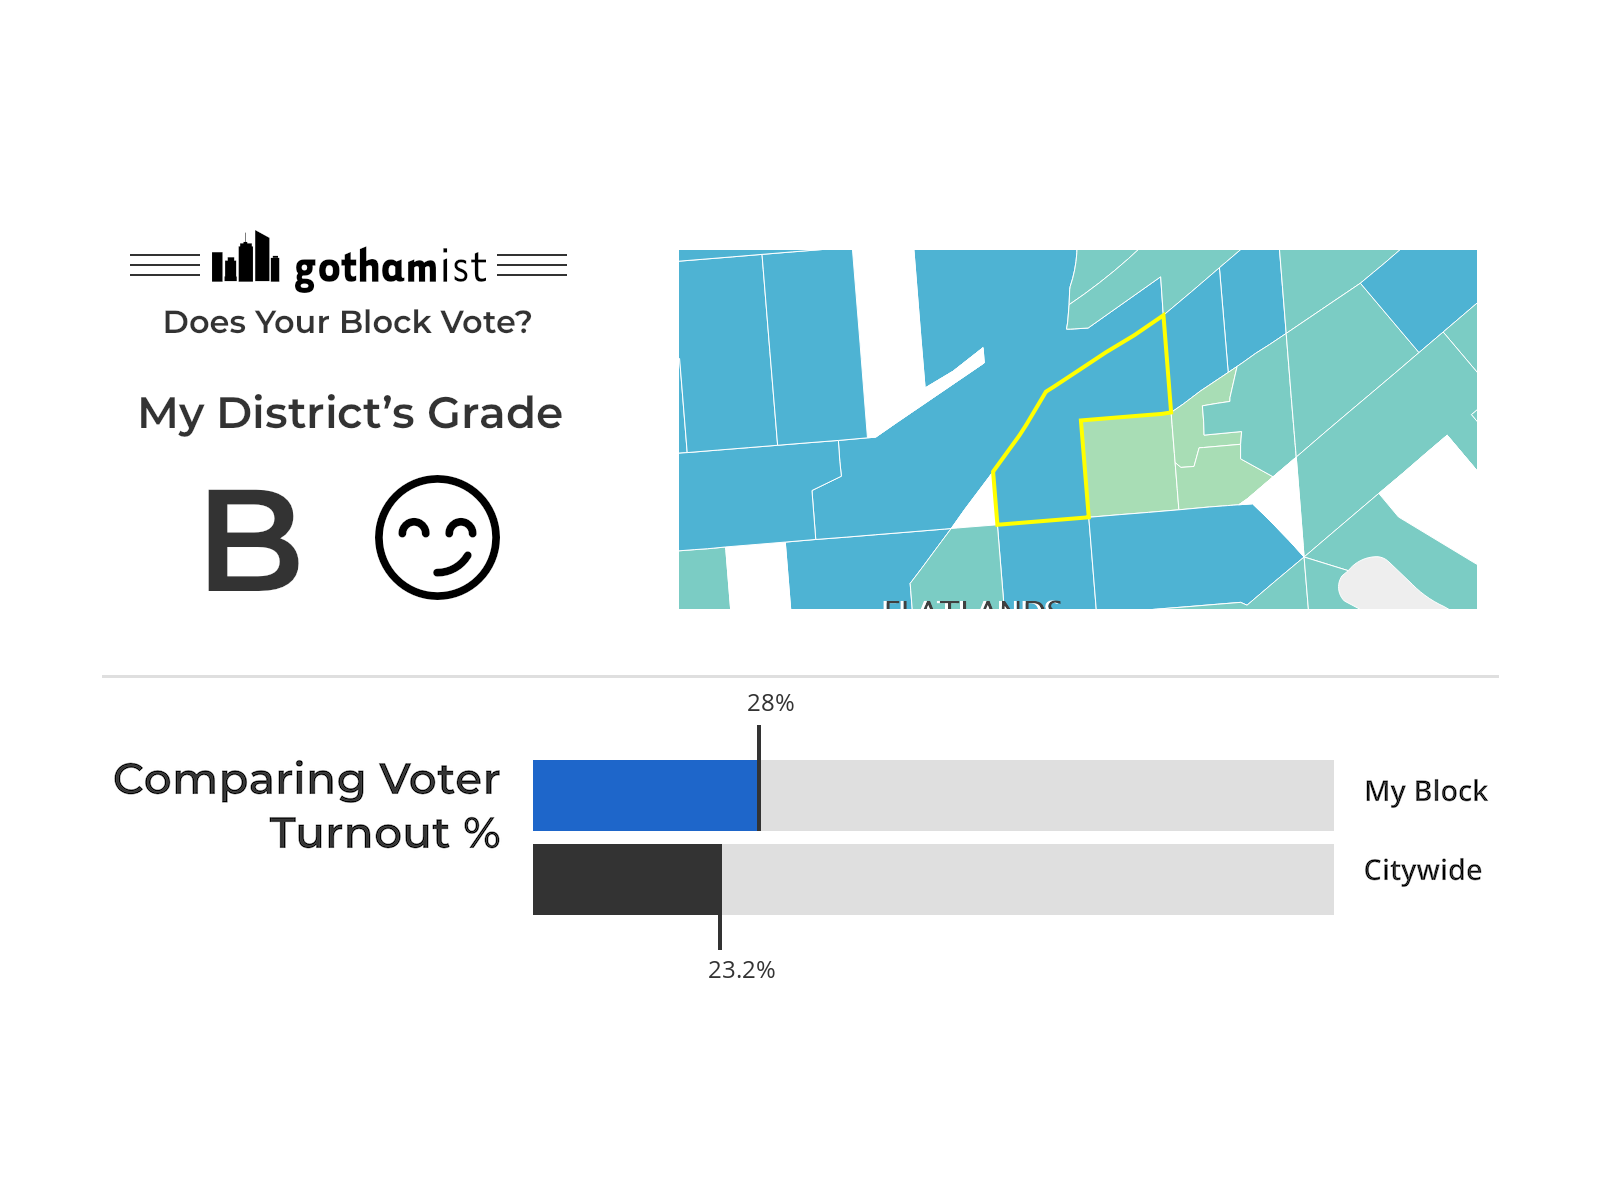 gothamist
Does Your Block Vote?
My District’s Grade
B
FLATLANDS
28%
Comparing Voter
Turnout %
My Block
Citywide
23.2%